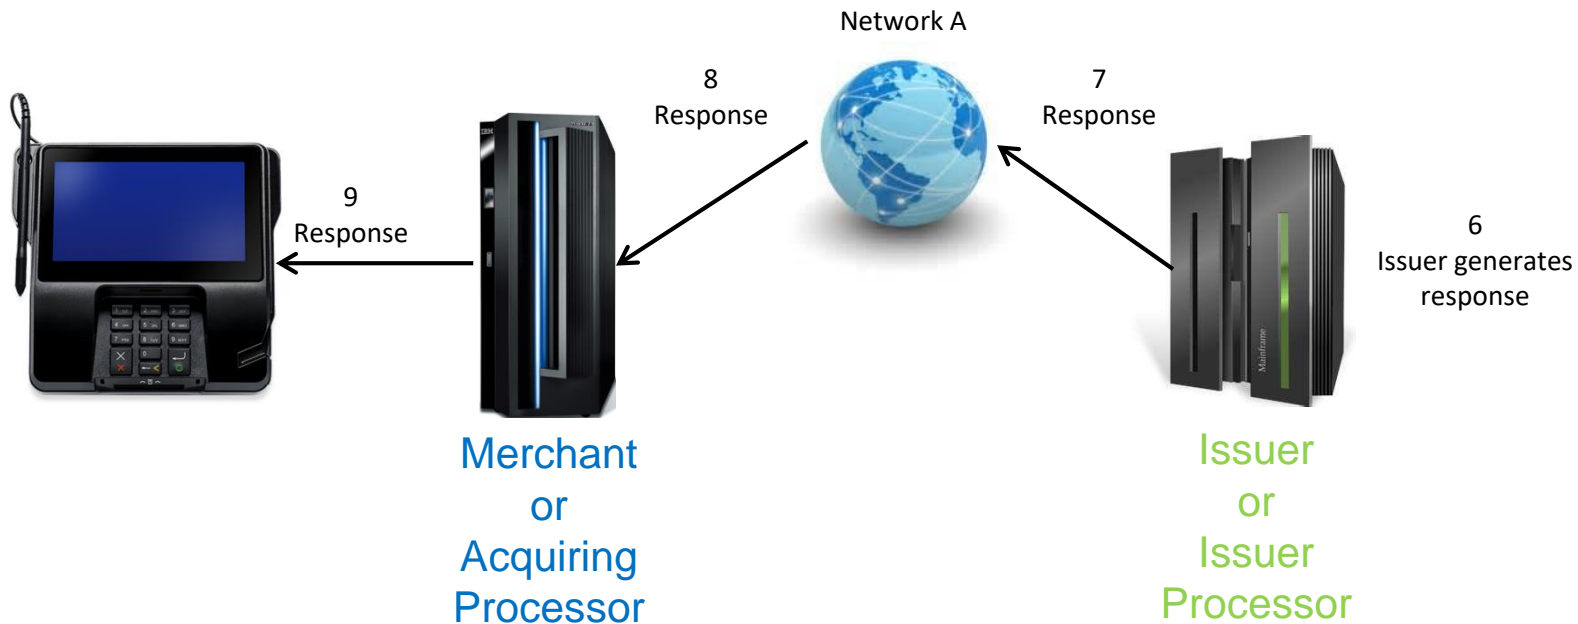 Network A
8
Response
7
Response
9
Response
6
Issuer generates
response
Mainframe
Merchant
or
Acquiring
Processor
Issuer
or
Issuer
Processor